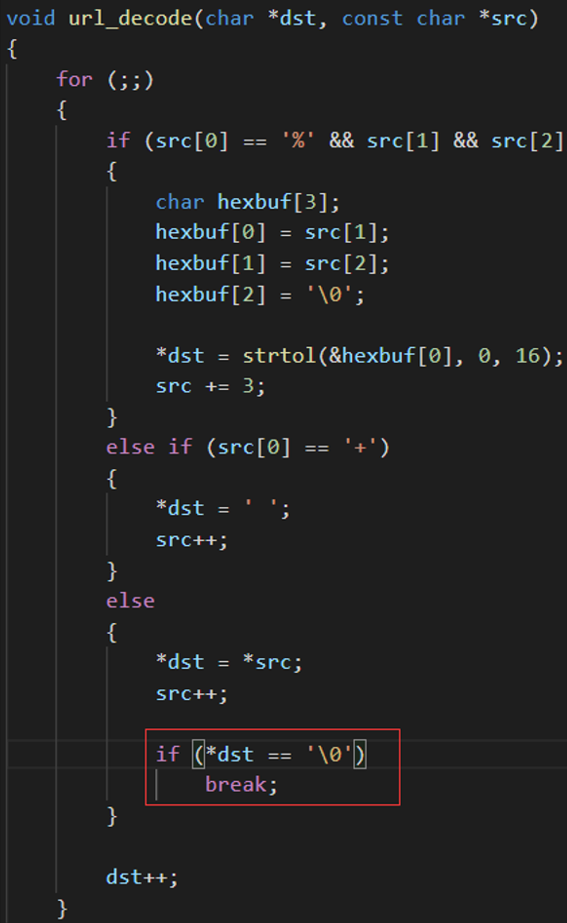 void url_decode(char *dst, const char *src)
{
for (;;)
{
if (src[0] == '%' && src[1] && src[2]
{
char hexbuf[3];
hexbuf[0] = src[1];
hexbuf[1] = src[2];
hexbuf[2] = '\0';
*dst = strtol(&hexbuf[0], 0, 16);
src += 3;
}
else if (src[0] == '+')
{
*dst = ' ';
src++;
}
else
{
*dst = *src;
src++;
if (*dst == '\0')
break;
}
dst++;
}